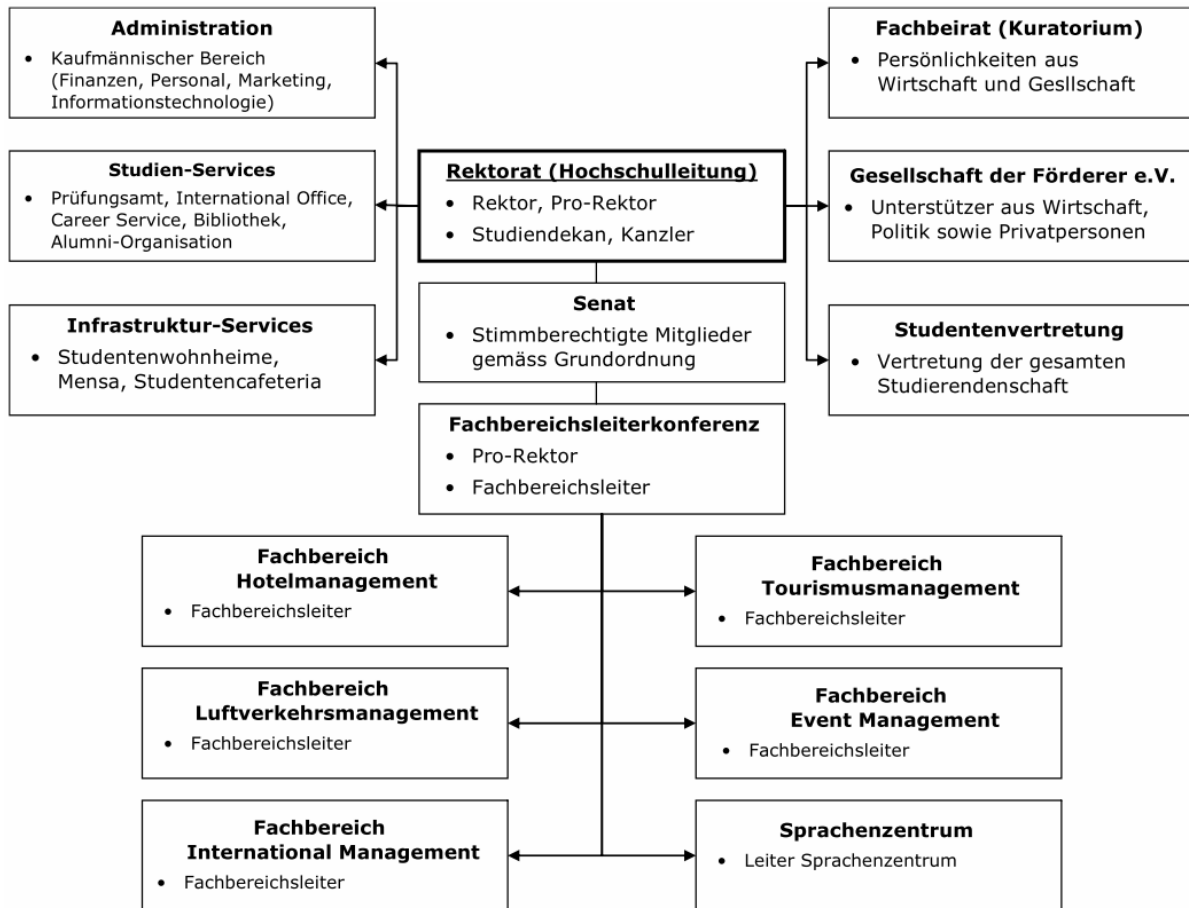 Administration
• Kaufmännischer Bereich
(Finanzen, Personal, Marketing,
Informationstechnologie)
Fachbeirat (Kuratorium)
• Persönlichkeiten aus
Wirtschaft und Gesllschaft
Studien-Services
• Prüfungsamt, International Office,
Career Service, Bibliothek,
Alumni-Organisation
Rektorat (Hochschulleitung)
• Rektor, Pro-Rektor
• Studiendekan, Kanzler
Gesellschaft der Förderer e.V.
• Unterstützer aus Wirtschaft,
Politik sowie Privatpersonen
Infrastruktur-Services
• Studentenwohnheime,
Mensa, Studentencafeteria
Senat
• Stimmberechtigte Mitglieder
gemäss Grundordnung
Studentenvertretung
• Vertretung der gesamten
Studierendenschaft
Fachbereichsleiterkonferenz
• Pro-Rektor
• Fachbereichsleiter
Fachbereich
Hotelmanagement
• Fachbereichsleiter
Fachbereich
Tourismusmanagement
• Fachbereichsleiter
Fachbereich
Luftverkehrsmanagement
• Fachbereichsleiter
Fachbereich
Event Management
• Fachbereichsleiter
Fachbereich
International Management
• Fachbereichsleiter
Sprachenzentrum
• Leiter Sprachenzentrum